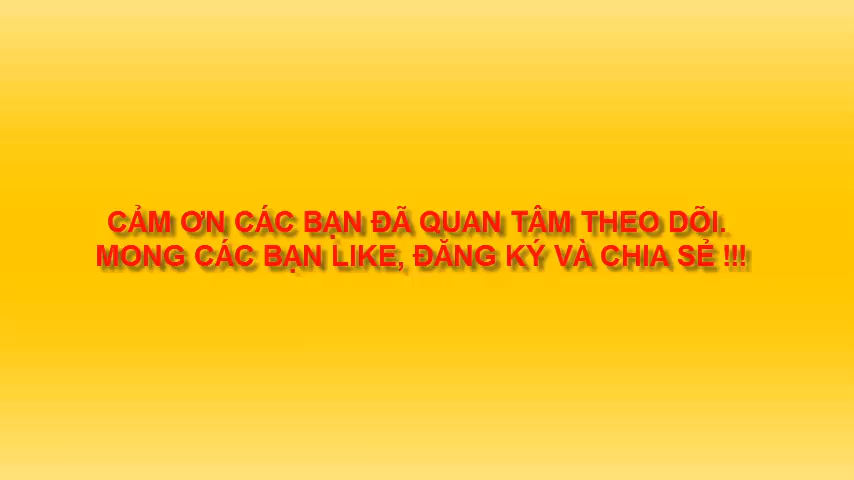 CẢM ƠN CÁC BẠN ĐÃ QUAN TÂM THEO DÕI.
MONG CÁC BẠN LIKE, ĐĂNG KÝ VÀ CHIA SẺ !!!